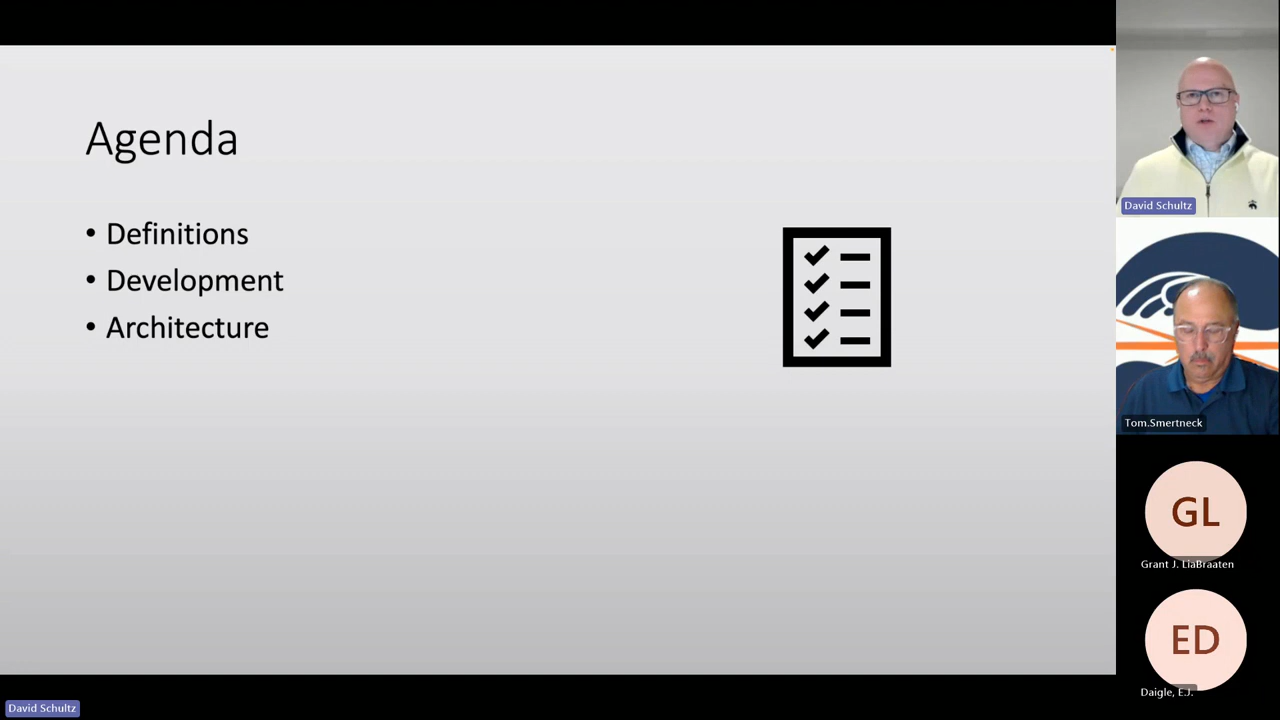 Agenda
• Definitions
• Development
• Architecture
David Schultz
Tom.Smertneck
GL
Grant J. LiaBraaten
ED
Daigle, E.J.
David Schultz